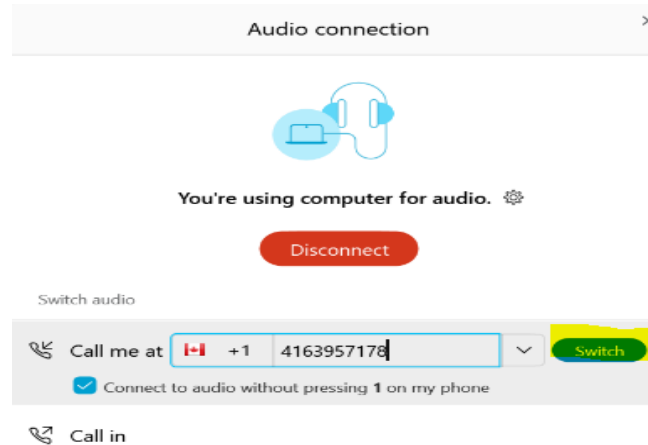 Audio connection
You're using computer for audio.
Disconnect
Switch audio
Call me at +1 4163957178 Switch
Connect to audio without pressing 1 on my phone
Call in